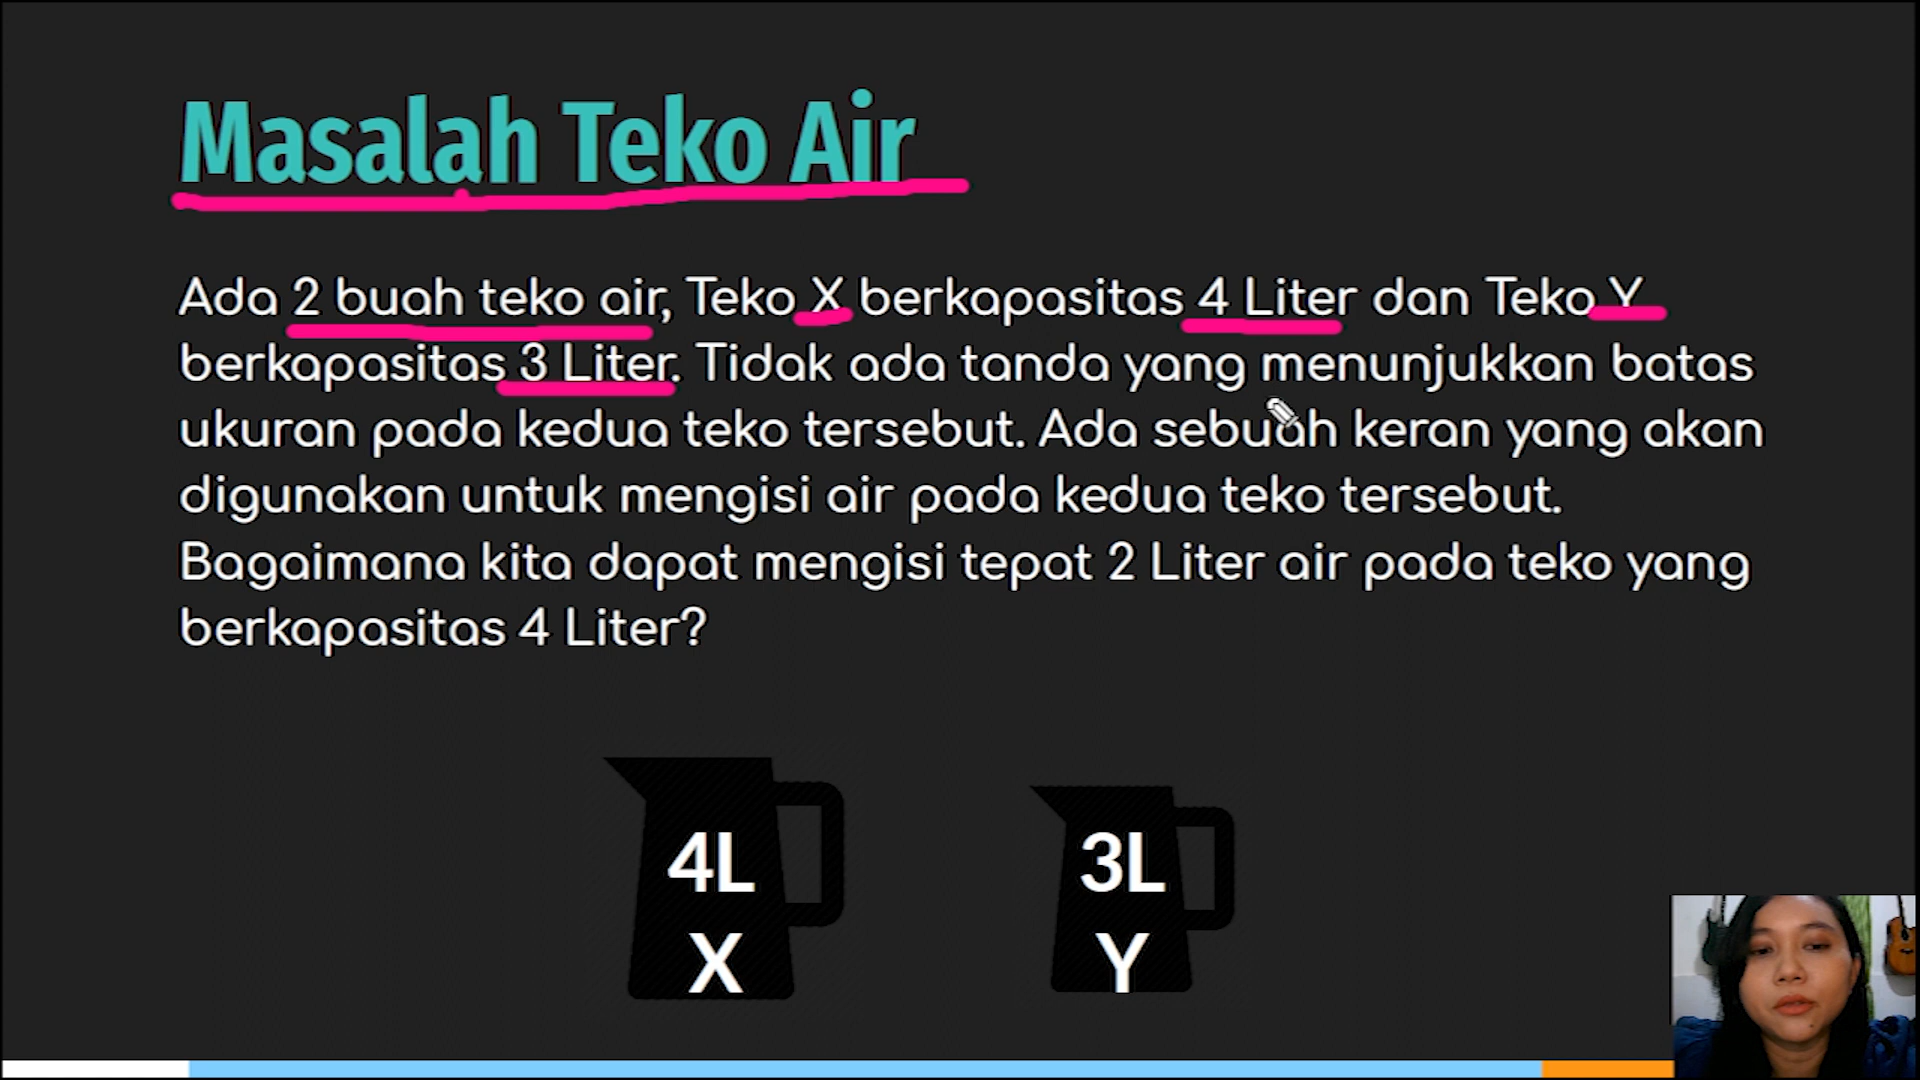 Masalah Teko Air
Ada 2 buah teko air, Teko X berkapasitas 4 Liter dan Teko Y
berkapasitas 3 Liter. Tidak ada tanda yang menunjukkan batas
ukuran pada kedua teko tersebut. Ada sebuah keran yang akan
digunakan untuk mengisi air pada kedua teko tersebut.
Bagaimana kita dapat mengisi tepat 2 Liter air pada teko yang
berkapasitas 4 Liter?
4L
X
3L
Y